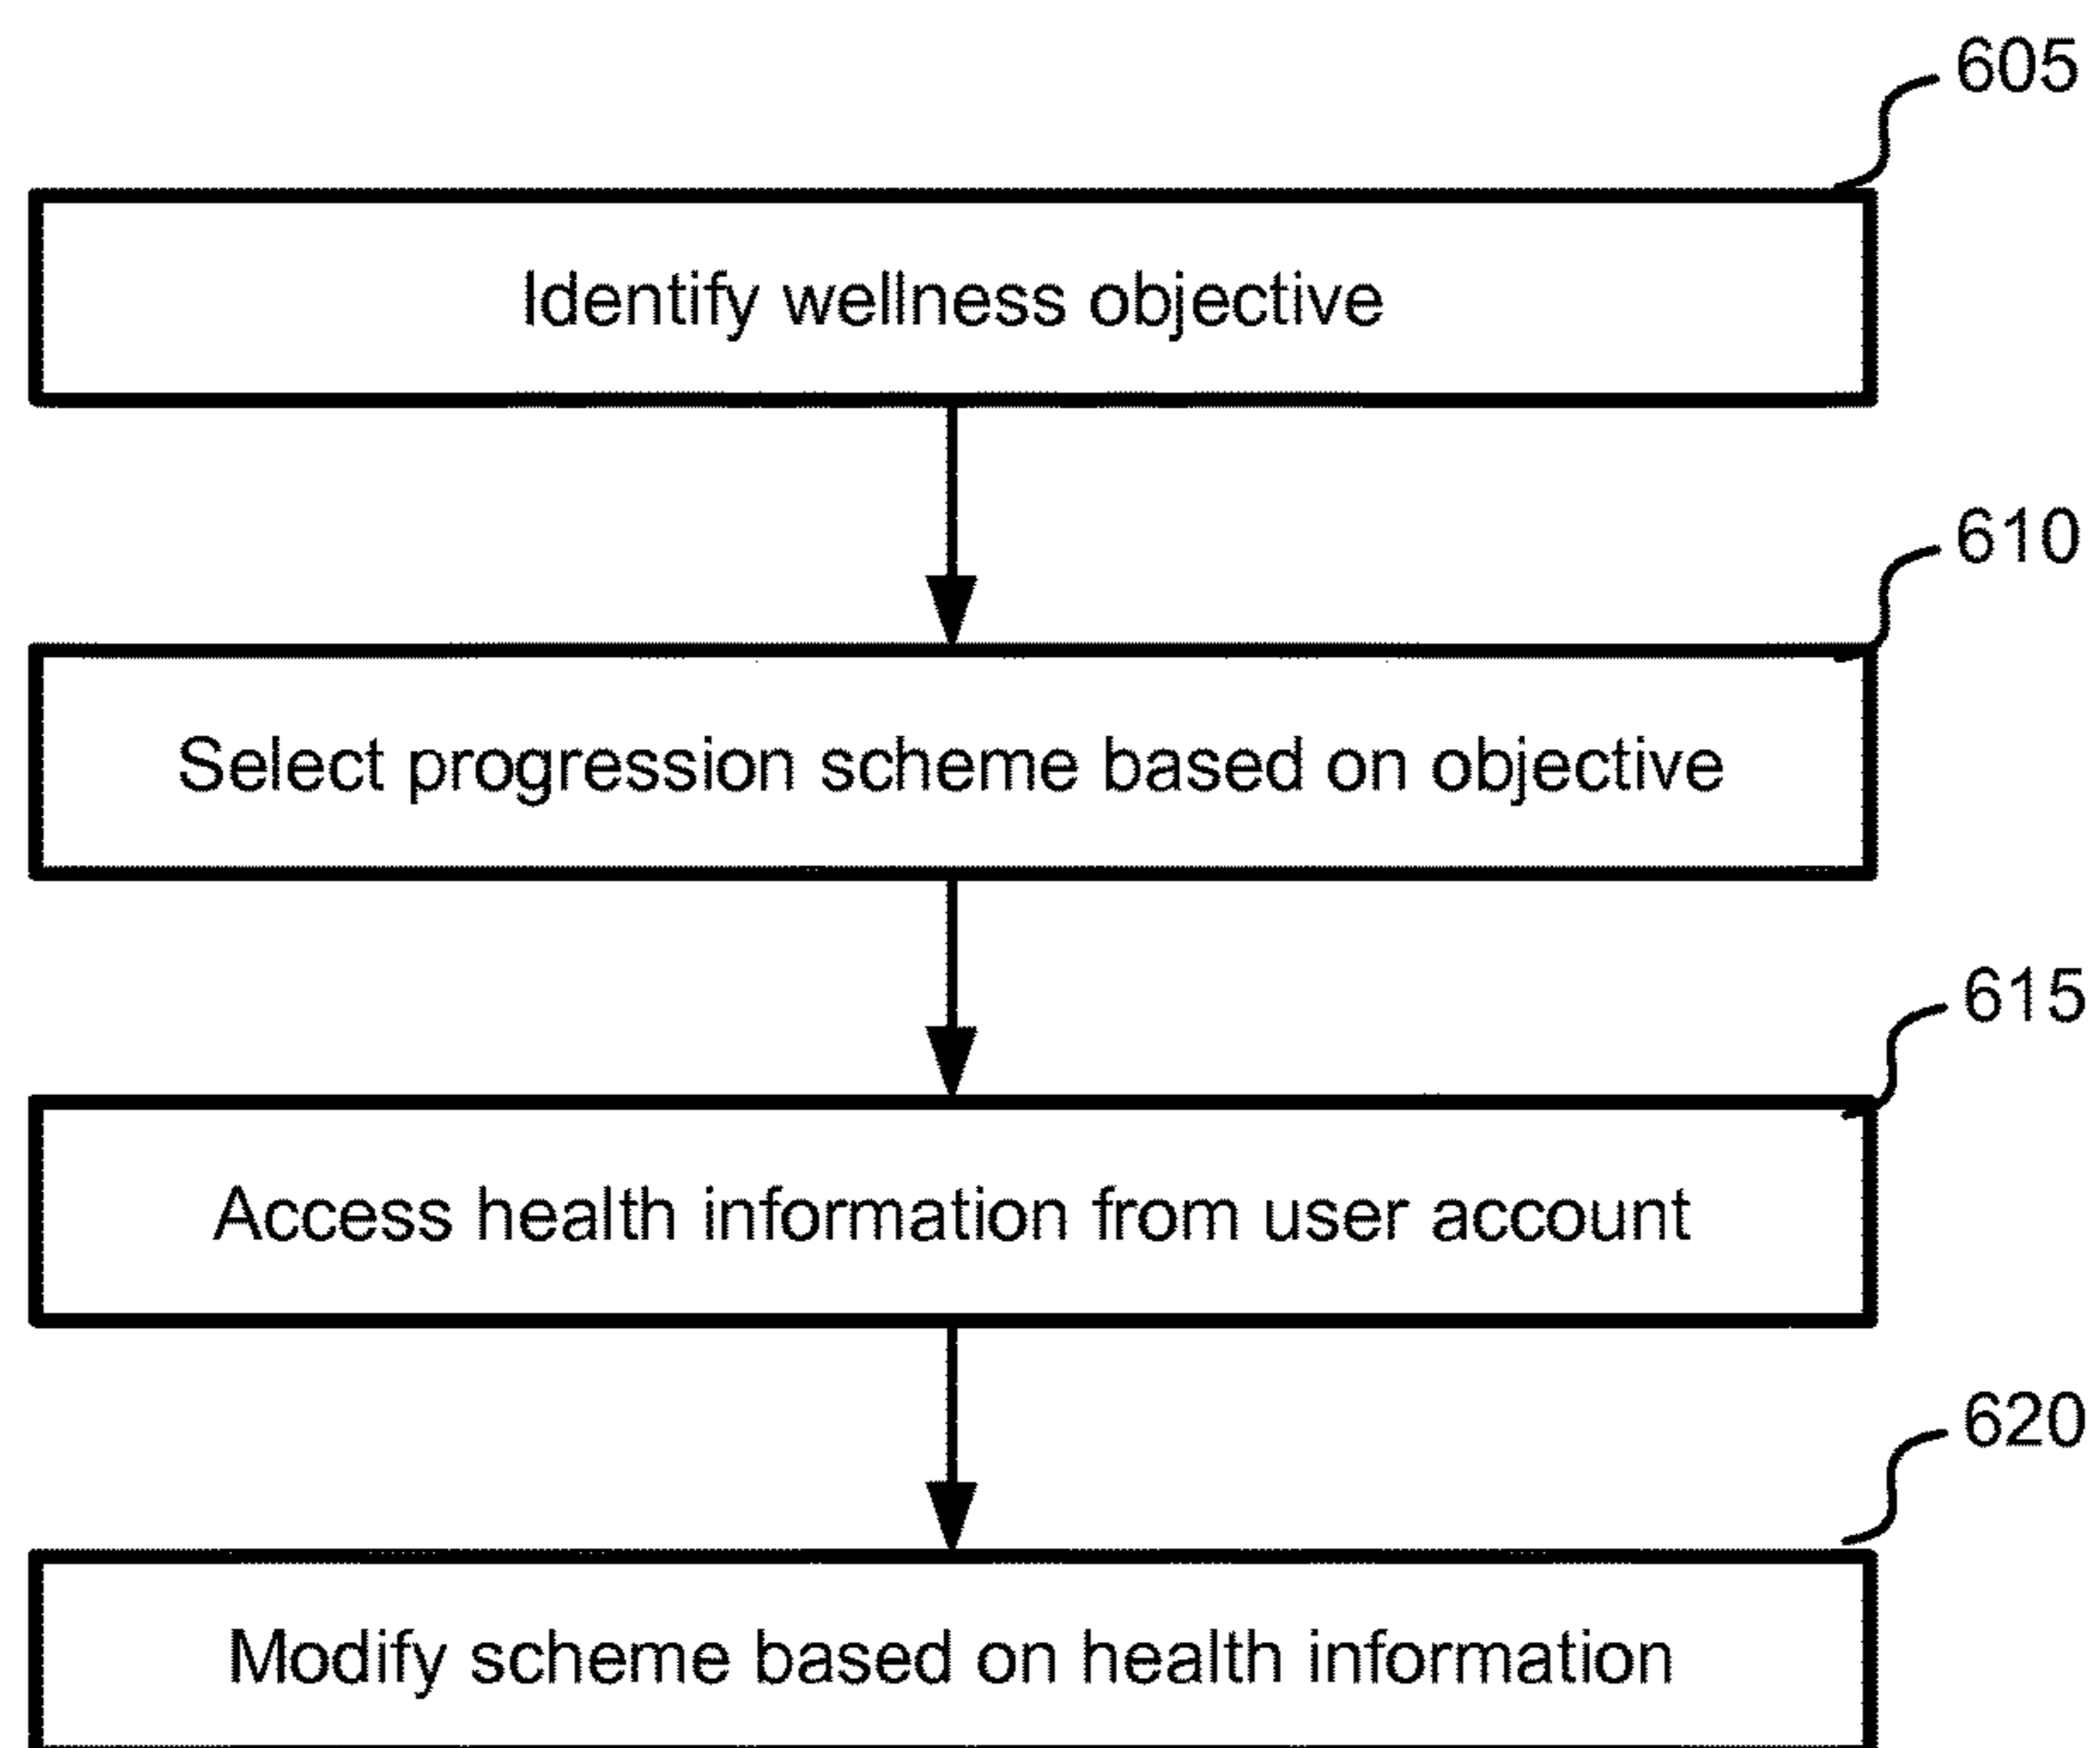 605
Identify wellness objective
610
Select progression scheme based on objective
615
Access health information from user account
620
Modify scheme based on health information